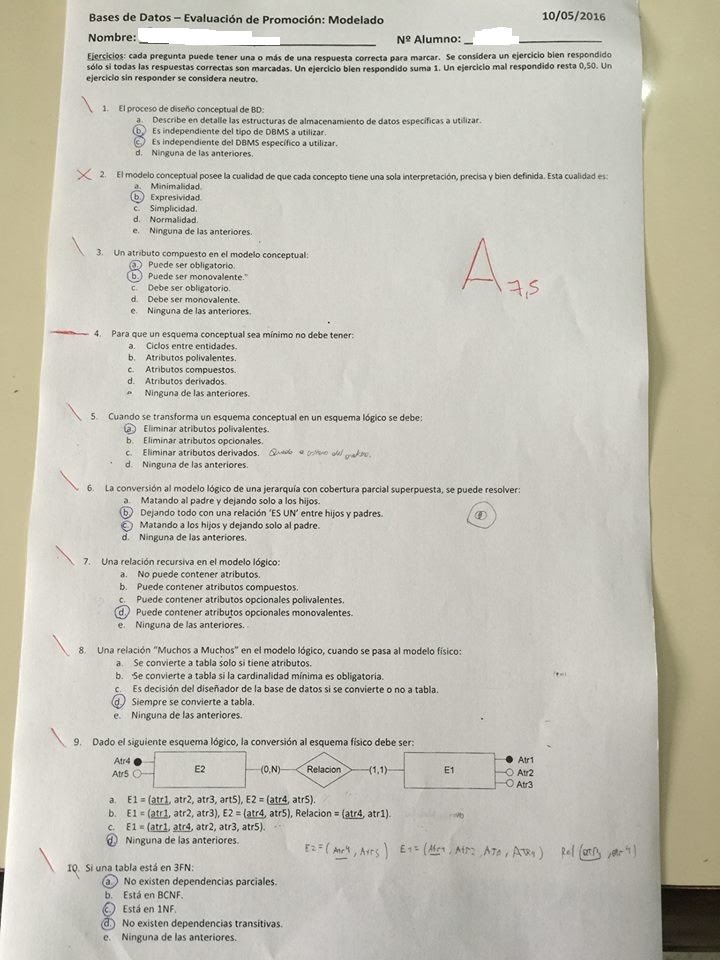 Bases de Datos – Evaluación de Promoción: Modelado 10/05/2016
Nombre: Nº Alumno:
Ejercicios: cada pregunta puede tener una o más de una respuesta correcta para marcar. Se considera un ejercicio bien respondido
sólo si todas las respuestas correctas son marcadas. Un ejercicio bien respondido suma 1. Un ejercicio mal respondido resta 0,50. Un
ejercicio sin responder se considera neutro.
1. El proceso de diseño conceptual de BD:
a. Describe en detalle las estructuras de almacenamiento de datos específicas a utilizar.
b. Es independiente del tipo de DBMS a utilizar.
c. Es independiente del DBMS específico a utilizar.
d. Ninguna de las anteriores.
2. El modelo conceptual posee la cualidad de que cada concepto tiene una sola interpretación, precisa y bien definida. Esta cualidad es:
a. Minimalidad.
b. Expresividad.
c. Simplicidad.
d. Normalidad.
e. Ninguna de las anteriores.
3. Un atributo compuesto en el modelo conceptual:
a. Puede ser obligatorio.
b. Puede ser monovalente.
c. Debe ser obligatorio.
d. Debe ser monovalente.
e. Ninguna de las anteriores.
A 7,5
4. Para que un esquema conceptual sea mínimo no debe tener:
a. Ciclos entre entidades.
b. Atributos polivalentes.
c. Atributos compuestos.
d. Atributos derivados.
e. Ninguna de las anteriores.
5. Cuando se transforma un esquema conceptual en un esquema lógico se debe:
a. Eliminar atributos polivalentes.
b. Eliminar atributos opcionales.
c. Eliminar atributos derivados. Queda a del
d. Ninguna de las anteriores.
6. La conversión al modelo lógico de una jerarquía con cobertura parcial superpuesta, se puede resolver:
a. Matando al padre y dejando solo a los hijos.
b. Dejando todo con una relación 'ES UN' entre hijos y padres.
c. Matando a los hijos y dejando solo al padre.
d. Ninguna de las anteriores.
7. Una relación recursiva en el modelo lógico:
a. No puede contener atributos.
b. Puede contener atributos compuestos.
c. Puede contener atributos opcionales polivalentes.
d. Puede contener atributos opcionales monovalentes.
e. Ninguna de las anteriores.
8. Una relación "Muchos a Muchos" en el modelo lógico, cuando se pasa al modelo físico:
a. Se convierte a tabla solo si tiene atributos.
b. Se convierte a tabla si la cardinalidad mínima es obligatoria.
c. Es decisión del diseñador de la base de datos si se convierte o no a tabla.
d. Siempre se convierte a tabla.
e. Ninguna de las anteriores.
9. Dado el siguiente esquema lógico, la conversión al esquema físico debe ser:
Atr4 Atr1
E2 (0,N) Relacion (1,1) E1
Atr5 Atr2
Atr3
a. E1 = (atr1, atr2, atr3, art5), E2 = (atr4, atr5).
b. E1 = (atr1, atr2, atr3), E2 = (atr4, atr5), Relacion = (atr4, atr1).
c. E1 = (atr1, atr4, atr2, atr3, atr5).
d. Ninguna de las anteriores.
E2=(Atr4, Atr5)
10. Si una tabla está en 3FN:
a. No existen dependencias parciales.
b. Está en BCNF.
c. Está en 1NF.
d. No existen dependencias transitivas.
e. Ninguna de las anteriores.